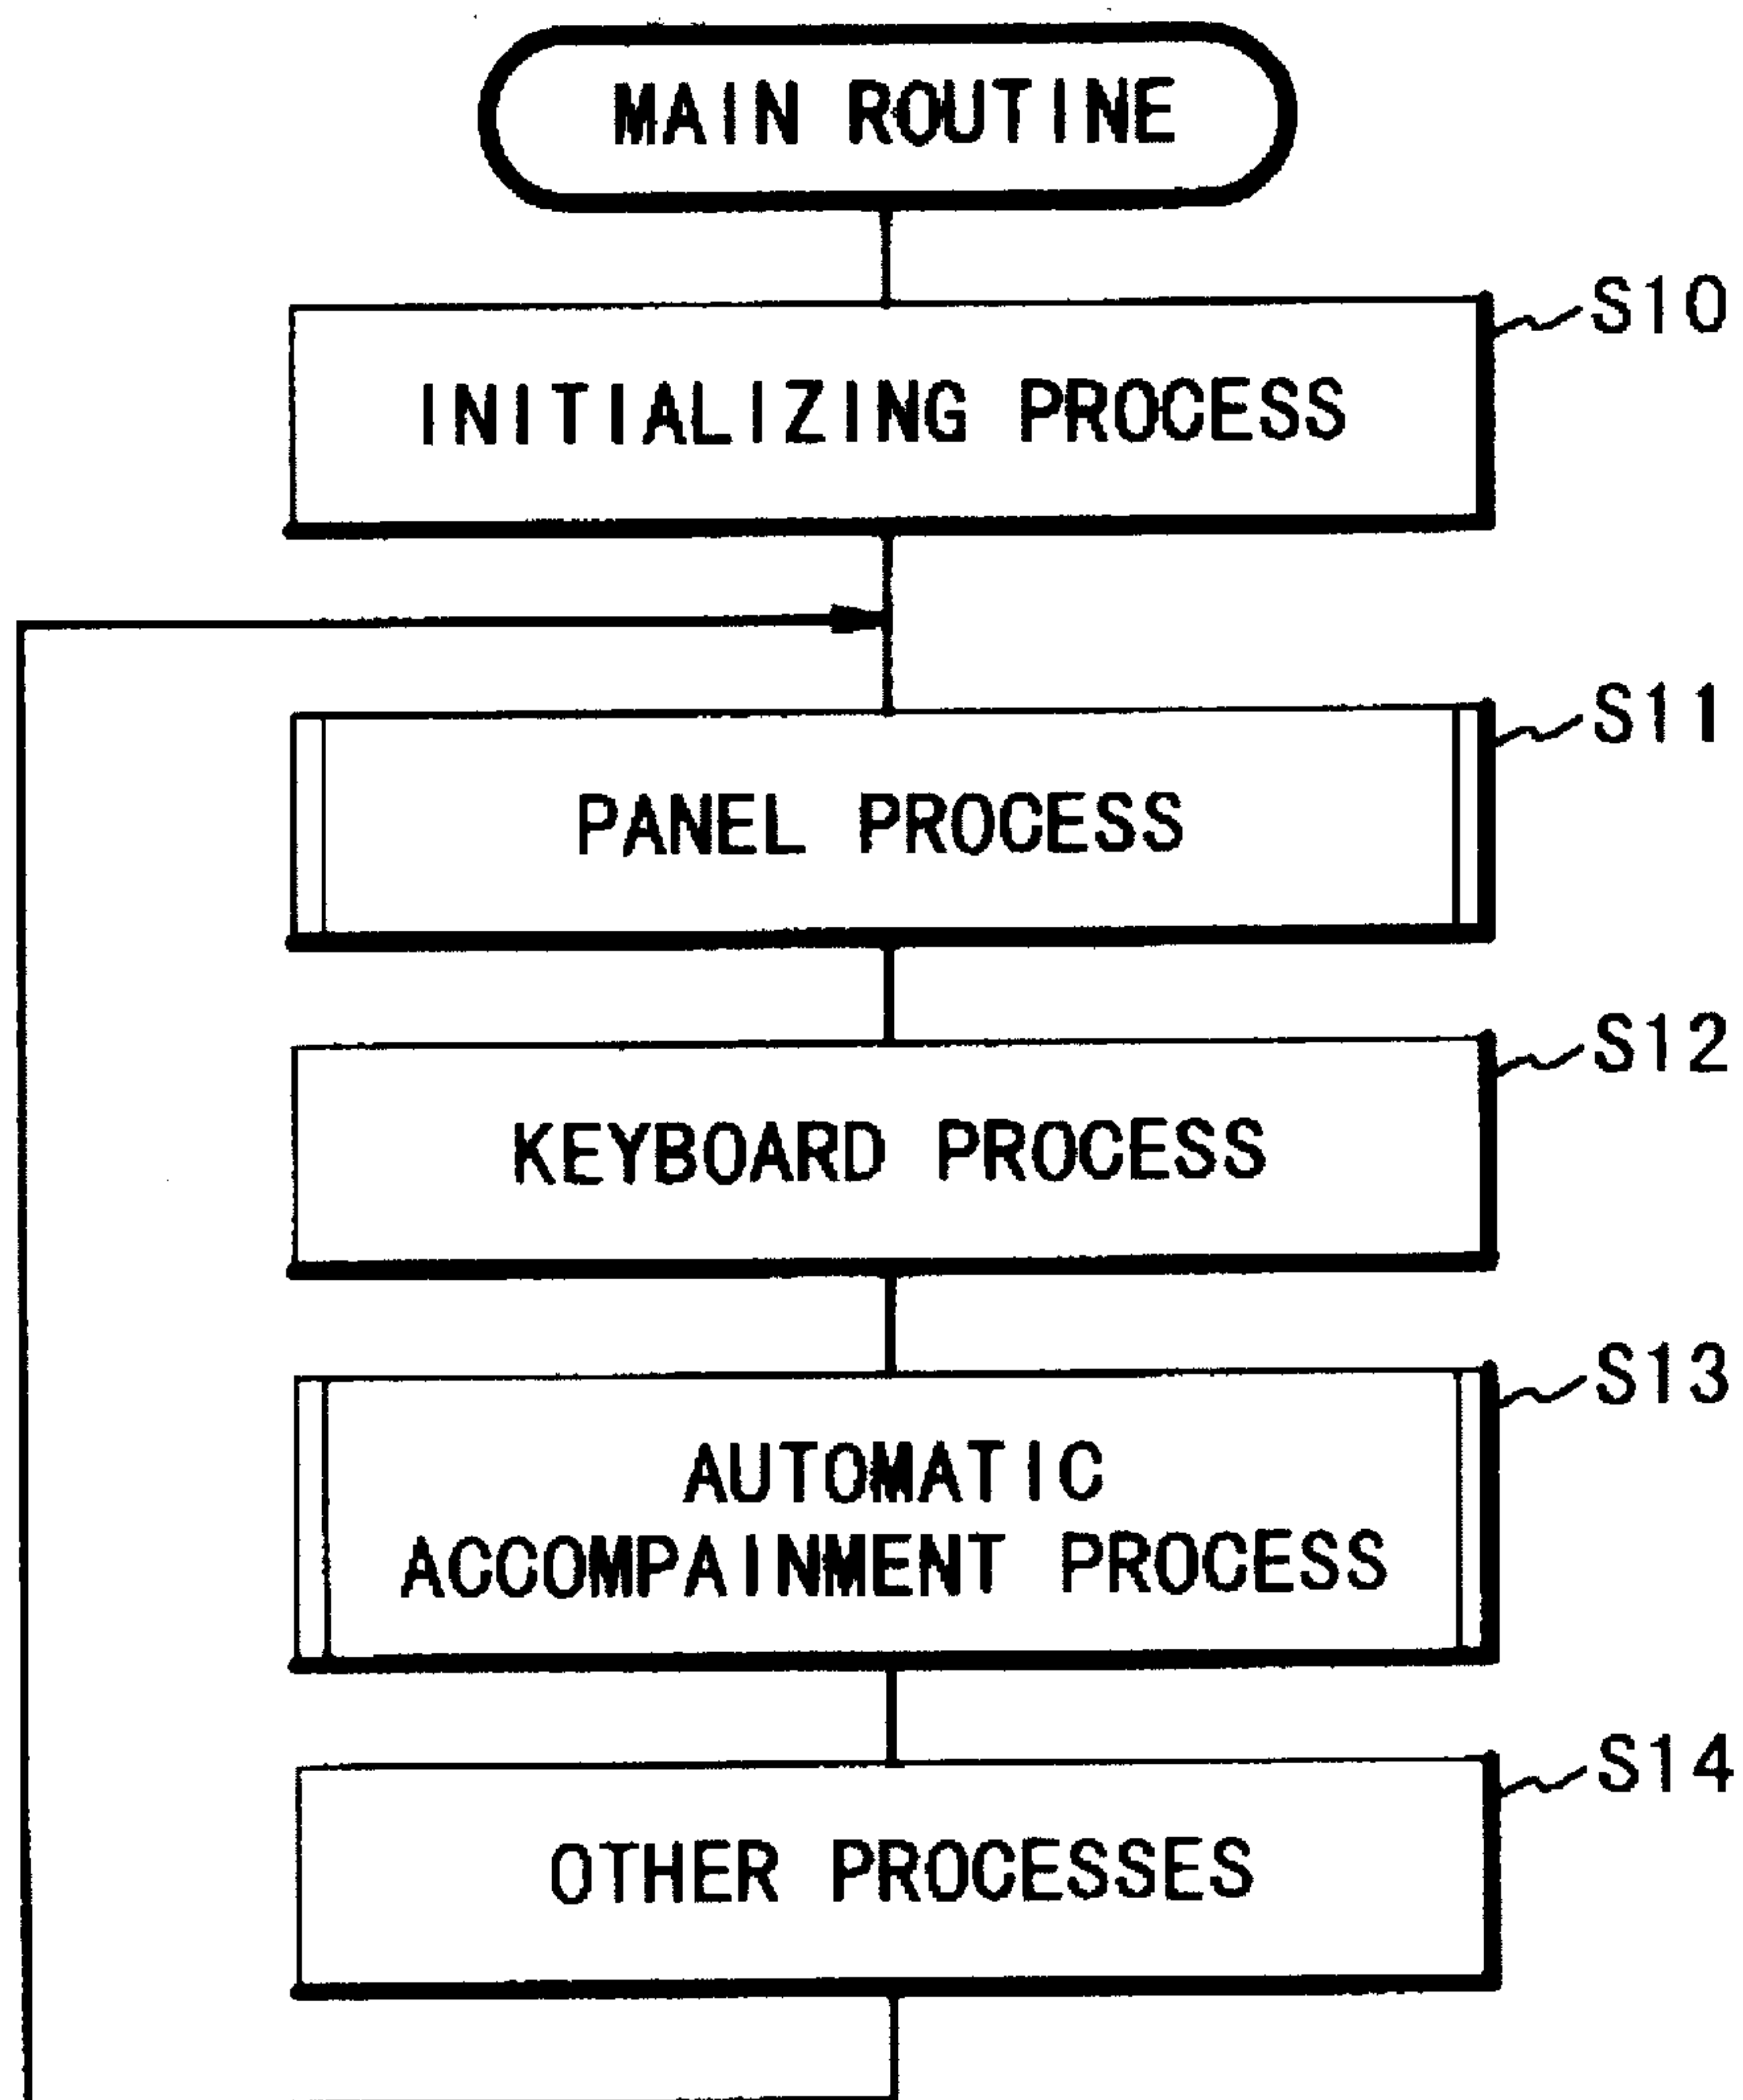 MAIN ROUTINE
S10
INITIALIZING PROCESS
S11
PANEL PROCESS
S12
KEYBOARD PROCESS
S13
AUTOMATIC
ACCOMPAINMENT PROCESS
S14
OTHER PROCESSES